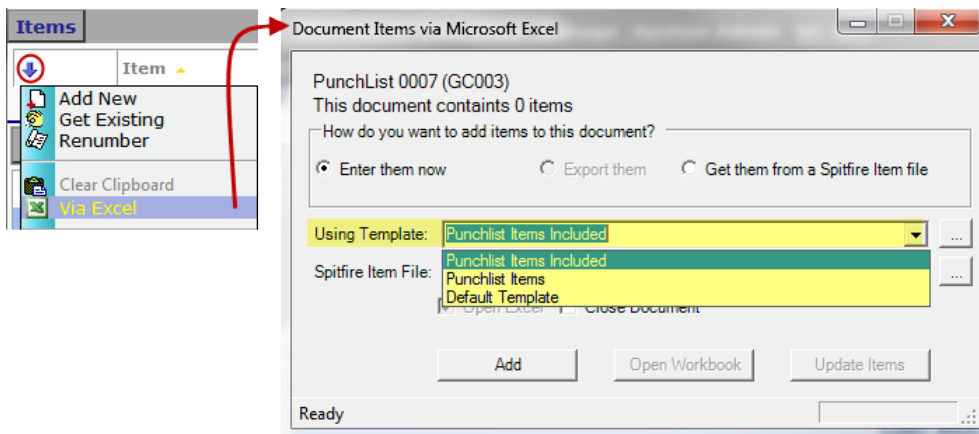 Items
Item
Add New
Get Existing
Renumber
Clear Clipboard
Via Excel
Document Items via Microsoft Excel
PunchList 0007 (GC003)
This document containts 0 items
How do you want to add items to this document?
Enter them now Export them Get them from a Spitfire Item file
Using Template: Punchlist Items Included ...
Punchlist Items Included
Spitfire Item File: Punchlist Items ...
Default Template
Open Excel Close Document
Add Open Workbook Update Items
Ready